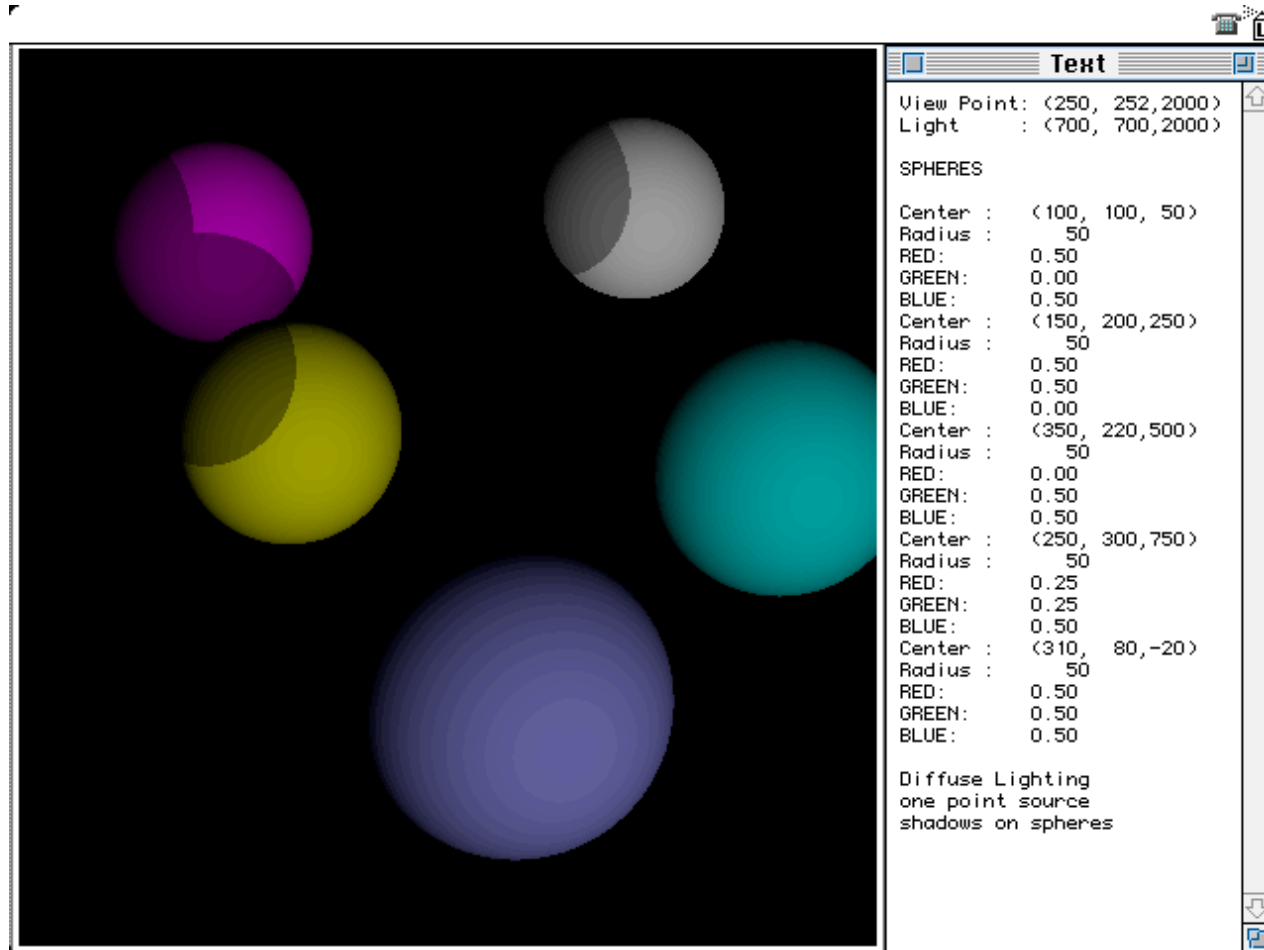 Text
View Point: (250, 252,2000)
Light : (700, 700,2000)
SPHERES
Center : (100, 100, 50)
Radius : 50
RED: 0.50
GREEN: 0.00
BLUE: 0.50
Center : (150, 200,250)
Radius : 50
RED: 0.50
GREEN: 0.50
BLUE: 0.00
Center : (350, 220,500)
Radius : 50
RED: 0.00
GREEN: 0.50
BLUE: 0.50
Center : (250, 300,750)
Radius : 50
RED: 0.25
GREEN: 0.25
BLUE: 0.50
Center : (310, 80,-20)
Radius : 50
RED: 0.50
GREEN: 0.50
BLUE: 0.50
Diffuse Lighting
one point source
shadows on spheres